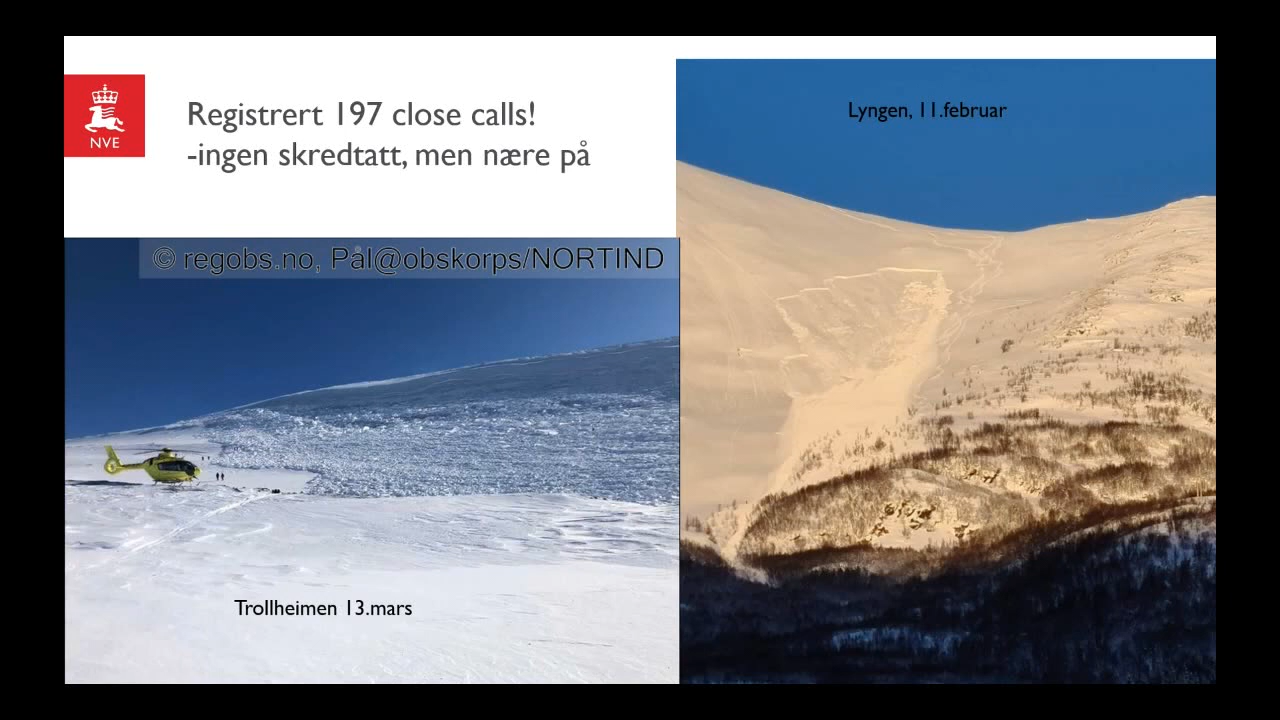 NVE
Registrert 197 close calls!
-ingen skredtatt, men nære på
Lyngen, 11.februar
© regobs.no, Pål@obskorps/NORTIND
Trollheimen 13.mars